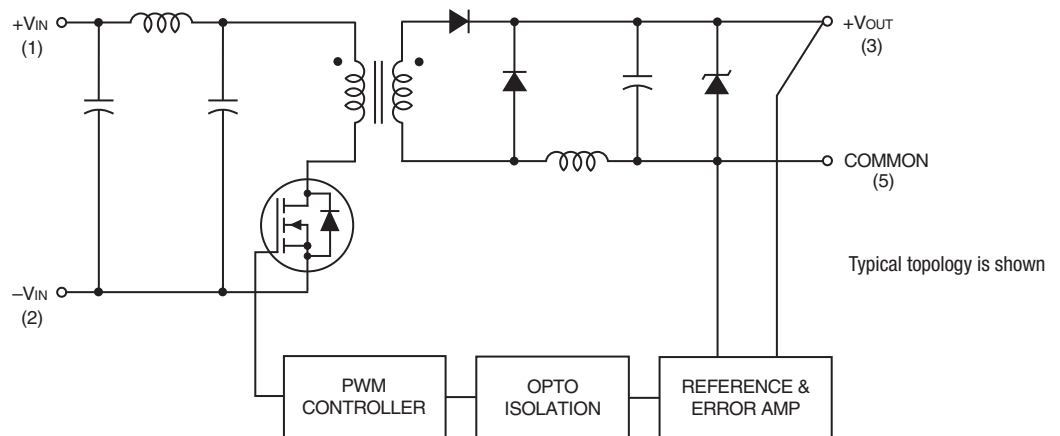 +VIN
(1)
+VOUT
(3)
COMMON
(5)
Typical topology is shown
–VIN
(2)
PWM
CONTROLLER
OPTO
ISOLATION
REFERENCE &
ERROR AMP